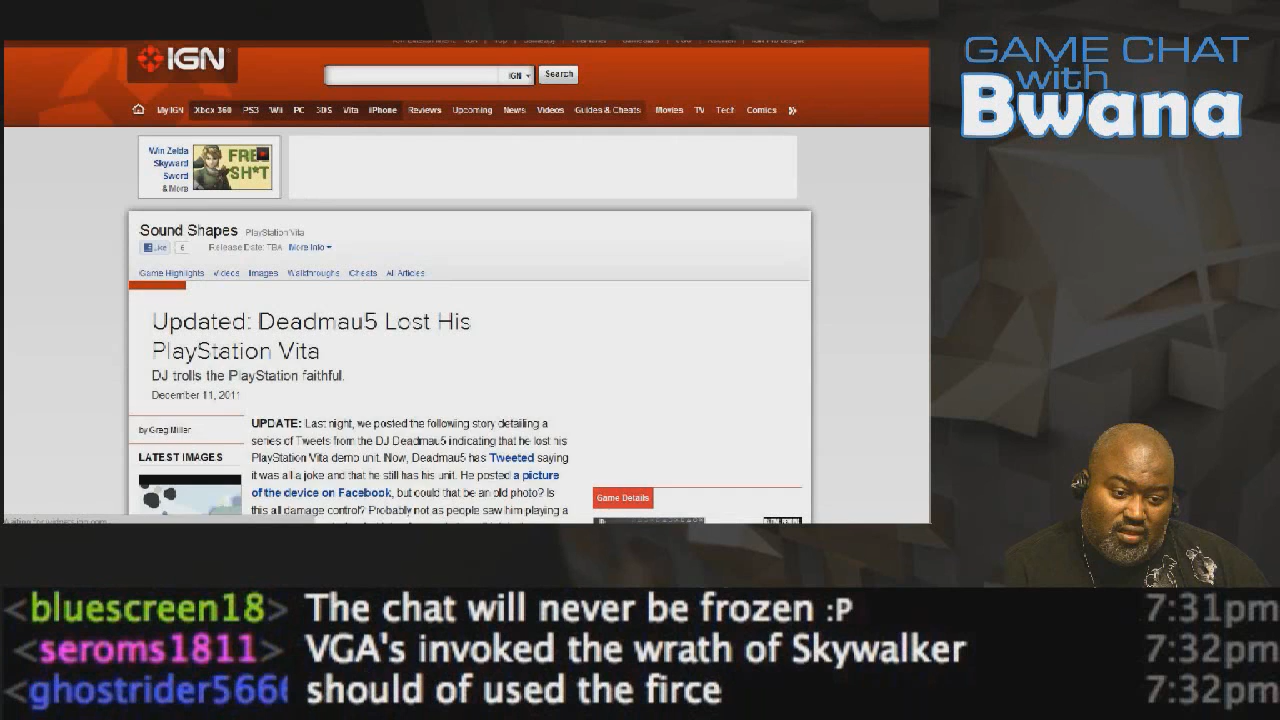 IGN
IGN
Search
My IGN Xbox 360 PS3 Wii PC 3DS Vita iPhone Reviews Upcoming News Videos Guides & Cheats Movies TV Tech Comics »
Win Zelda
Skyward
Sword
& More
FREE
SH*T
Sound Shapes PlayStation Vita
Like 6 Release Date: TBA More Info
Game Highlights Videos Images Walkthroughs Cheats All Articles
Updated: Deadmau5 Lost His
PlayStation Vita
DJ trolls the PlayStation faithful.
December 11, 2011
by Greg Miller
LATEST IMAGES
UPDATE: Last night, we posted the following story detailing a
series of Tweets from the DJ Deadmau5 indicating that he lost his
PlayStation Vita demo unit. Now, Deadmau5 has Tweeted saying
it was all a joke and that he still has his unit. He posted a picture
of the device on Facebook, but could that be an old photo? Is
this all damage control? Probably not as people saw him playing a
Game Details
GAME CHAT
with
Bwana
<bluescreen18> The chat will never be frozen :P 7:31pm
<seroms1811> VGA's invoked the wrath of Skywalker 7:32pm
<ghostrider566 should of used the firce 7:32pm